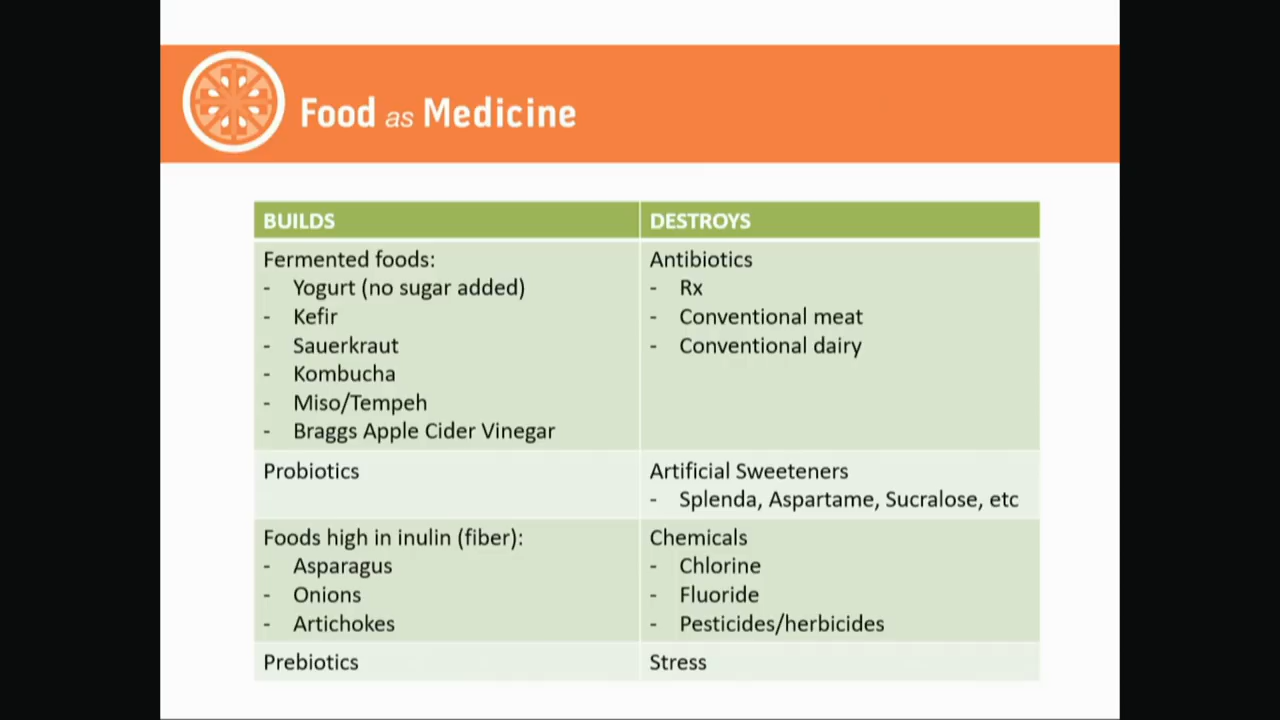 Food as Medicine
BUILDS
DESTROYS
Fermented foods:
- Yogurt (no sugar added)
- Kefir
- Sauerkraut
- Kombucha
- Miso/Tempeh
- Braggs Apple Cider Vinegar
Antibiotics
- Rx
- Conventional meat
- Conventional dairy
Probiotics
Artificial Sweeteners
- Splenda, Aspartame, Sucralose, etc
Foods high in inulin (fiber):
- Asparagus
- Onions
- Artichokes
Chemicals
- Chlorine
- Fluoride
- Pesticides/herbicides
Prebiotics
Stress